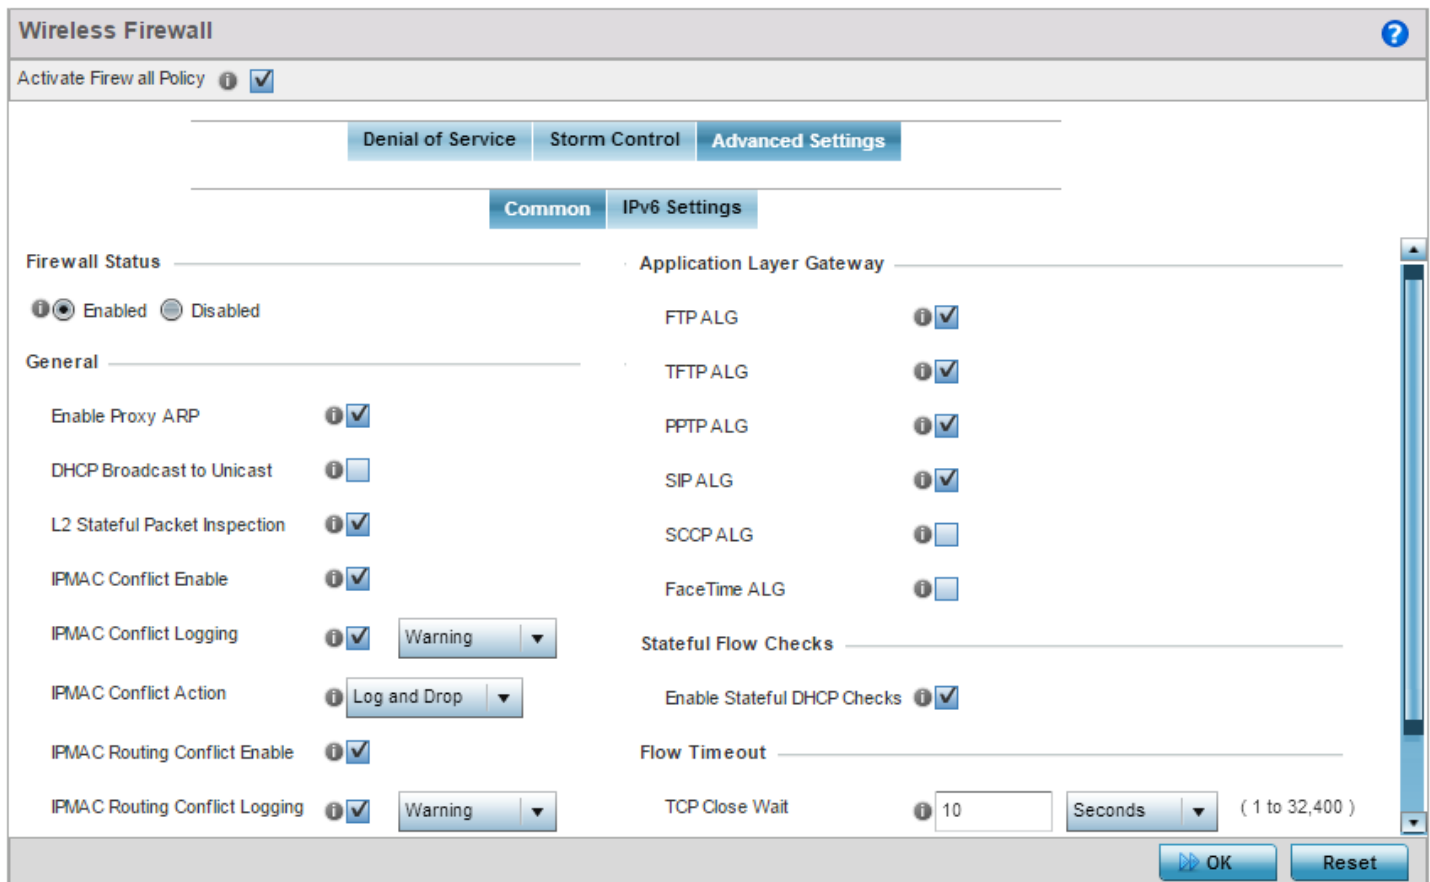 Wireless Firewall
?
Activate Firewall Policy
Denial of Service Storm Control Advanced Settings
Common IPv6 Settings
Firewall Status
Enabled Disabled
General
Enable Proxy ARP
DHCP Broadcast to Unicast
L2 Stateful Packet Inspection
IPMAC Conflict Enable
IPMAC Conflict Logging Warning
IPMAC Conflict Action Log and Drop
IPMAC Routing Conflict Enable
IPMAC Routing Conflict Logging Warning
Application Layer Gateway
FTP ALG
TFTP ALG
PPTP ALG
SIP ALG
SCCP ALG
FaceTime ALG
Stateful Flow Checks
Enable Stateful DHCP Checks
Flow Timeout
TCP Close Wait 10 Seconds ( 1 to 32,400 )
OK Reset